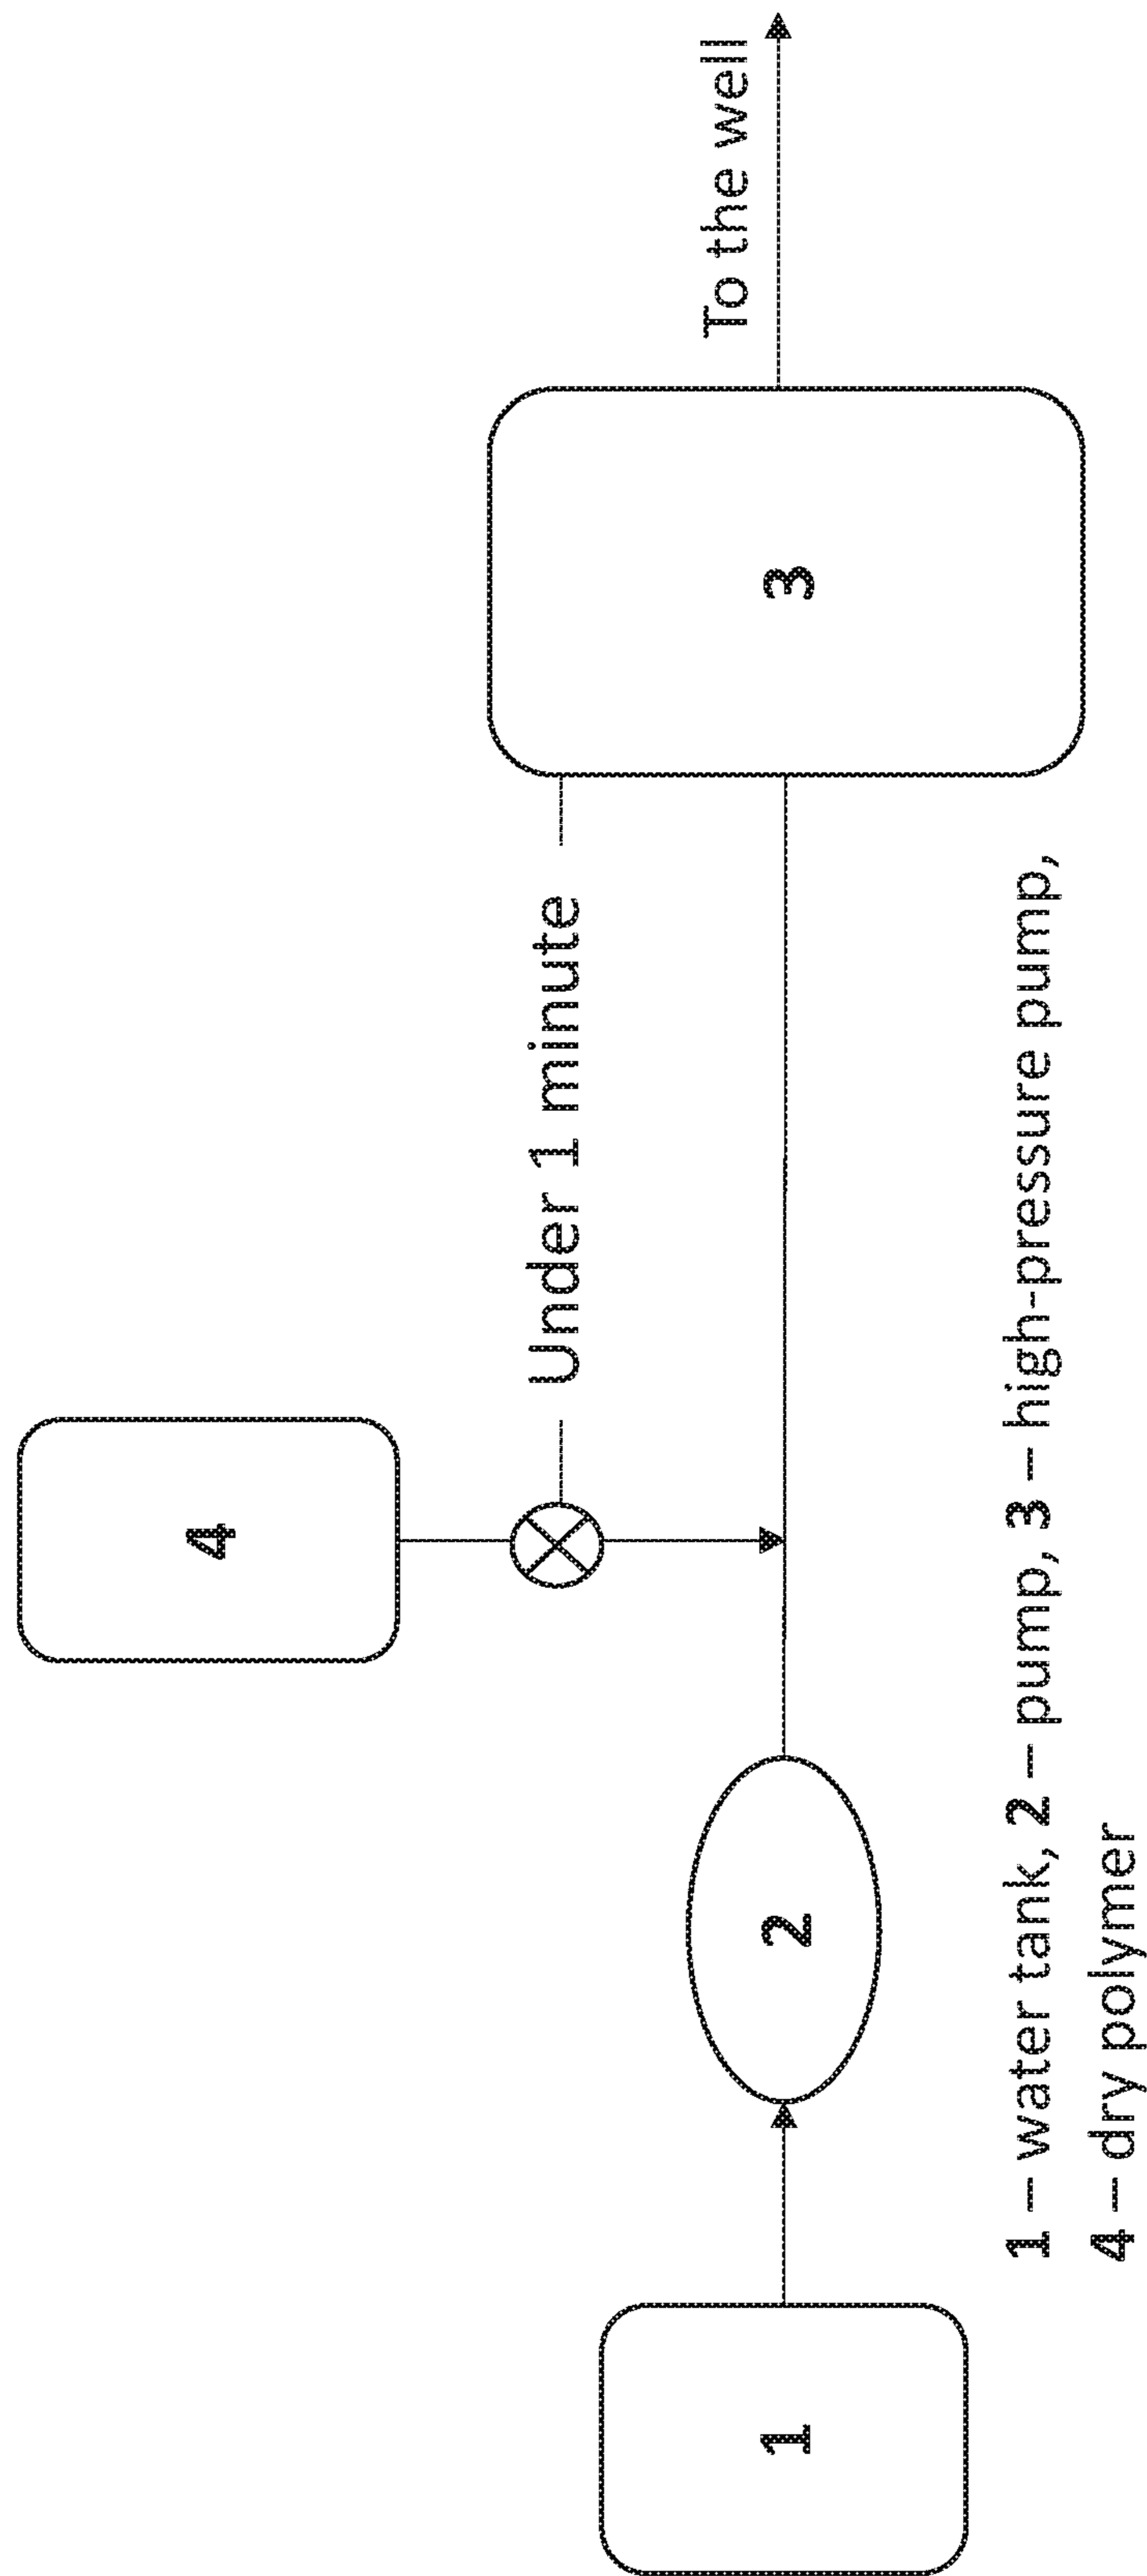 4
Under 1 minute
To the well
1
2
3
1 – water tank, 2 – pump, 3 – high-pressure pump,
4 – dry polymer